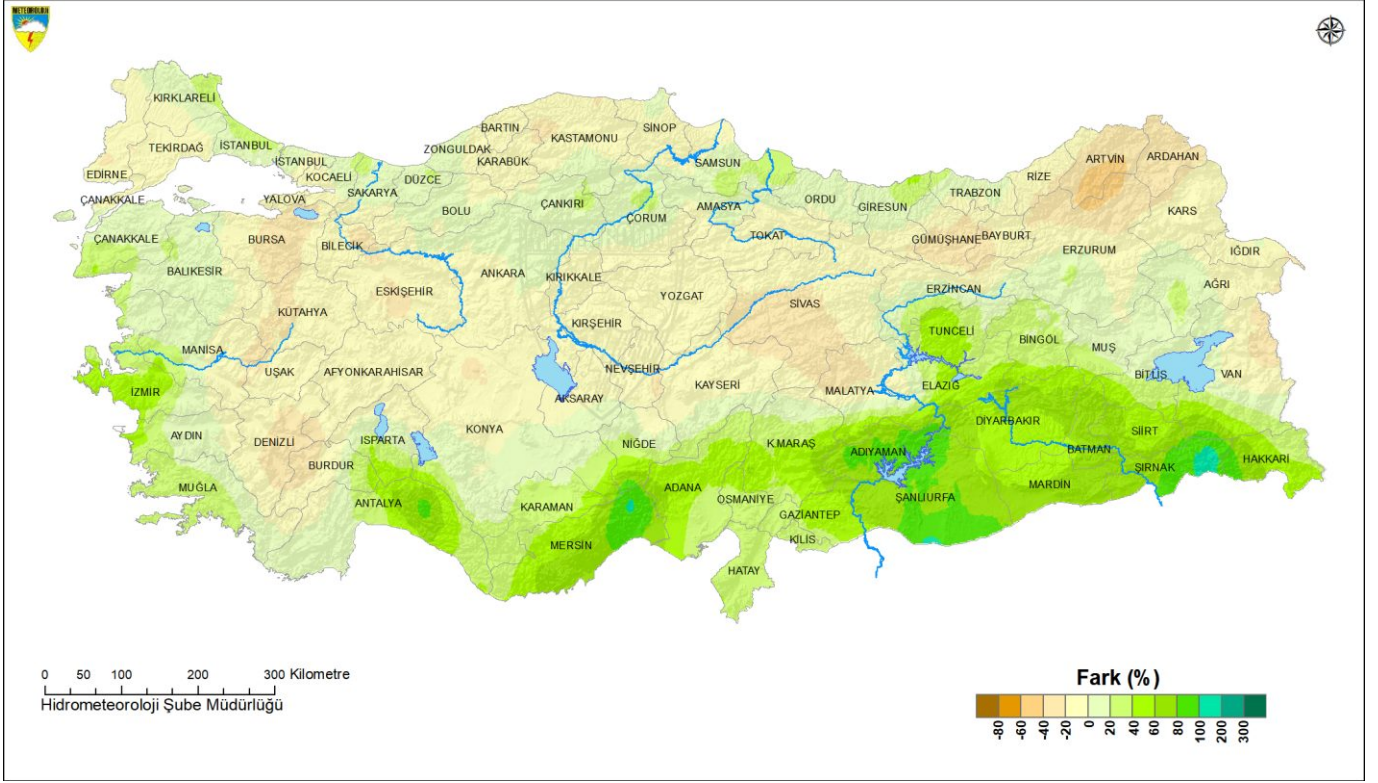 METEOROLOJİ
KIRKLARELİ
TEKİRDAĞ
İSTANBUL
EDİRNE
İSTANBUL
KOCAELİ
ÇANAKKALE
YALOVA
SAKARYA
DÜZCE
ZONGULDAK
BARTIN
KARABÜK
KASTAMONU
SİNOP
SAMSUN
ÇANAKKALE
BALIKESİR
BURSA
BİLECİK
BOLU
ÇANKIRI
ÇORUM
AMASYA
TOKAT
ORDU
GİRESUN
TRABZON
RİZE
ARTVİN
ARDAHAN
KARS
GÜMÜŞHANE
BAYBURT
ERZURUM
IĞDIR
AĞRI
ESKİŞEHİR
ANKARA
KIRIKKALE
YOZGAT
SİVAS
ERZİNCAN
KÜTAHYA
KIRŞEHİR
TUNCELİ
BİNGÖL
MUŞ
BİTLİS
VAN
MANİSA
UŞAK
AFYONKARAHİSAR
NEVŞEHİR
KAYSERİ
MALATYA
ELAZIĞ
İZMİR
AKSARAY
DİYARBAKIR
SİİRT
AYDIN
DENİZLİ
ISPARTA
KONYA
NİĞDE
K.MARAŞ
ADIYAMAN
BATMAN
ŞIRNAK
HAKKARİ
BURDUR
MUĞLA
ANTALYA
KARAMAN
ADANA
OSMANİYE
GAZİANTEP
ŞANLIURFA
MARDİN
MERSİN
KİLİS
HATAY
0 50 100 200 300 Kilometre
Hidrometeoroloji Şube Müdürlüğü
Fark (%)
-80 -60 -40 -20 0 20 40 60 80 100 200 300